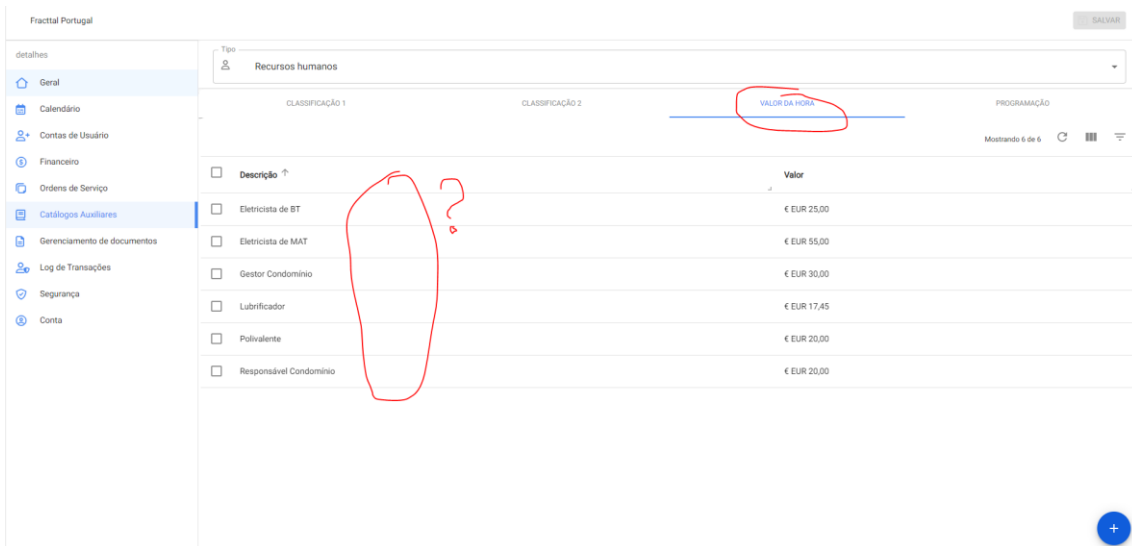 Fracttal Portugal
SALVAR
detalhes
Geral
Calendário
Contas de Usuário
Financeiro
Ordens de Serviço
Catálogos Auxiliares
Gerenciamento de documentos
Log de Transações
Segurança
Conta
Tipo
Recursos humanos
CLASSIFICAÇÃO 1 CLASSIFICAÇÃO 2 VALOR DA HORA PROGRAMAÇÃO
Mostrando 6 de 6
Descrição Valor
?
Eletricista de BT € EUR 25,00
Eletricista de MAT € EUR 55,00
Gestor Condomínio € EUR 30,00
Lubrificador € EUR 17,45
Polivalente € EUR 20,00
Responsável Condomínio € EUR 20,00